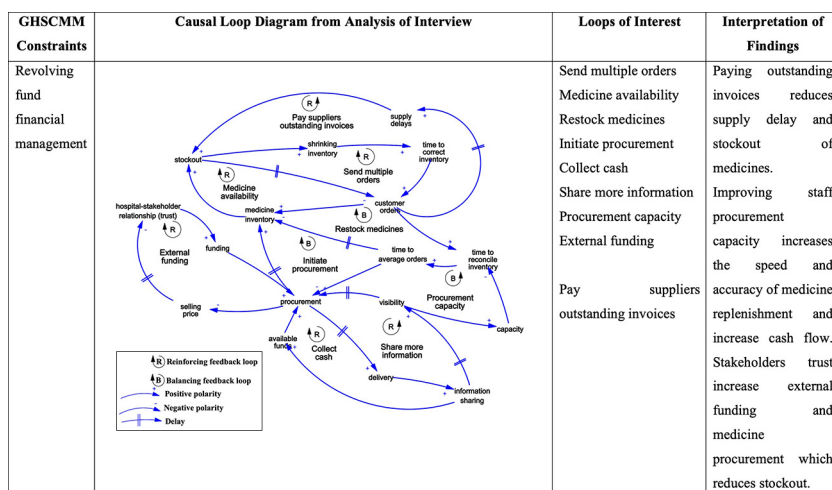 GHSCMM
Constraints
Causal Loop Diagram from Analysis of Interview
Loops of Interest
Interpretation of
Findings
Revolving
fund
financial
management
R
Pay suppliers
outstanding invoices
supply
delays
shrinking
inventory
time to
correct
inventory
stockout
R
Send multiple
orders
R
Medicine
availability
hospital-stakeholder
relationship (trust)
medicine
inventory
customer
orders
B
Restock medicines
R
External
funding
funding
B
Initiate
procurement
time to
average orders
time to
reconcile
inventory
B
Procurement
capacity
selling
price
procurement
visibility
capacity
available
funds
R
Collect
cash
R
Share more
information
delivery
information
sharing
R Reinforcing feedback loop
B Balancing feedback loop
+
Positive polarity
-
Negative polarity
Delay
Send multiple orders
Medicine availability
Restock medicines
Initiate procurement
Collect cash
Share more information
Procurement capacity
External funding
Pay suppliers
outstanding invoices
Paying outstanding
invoices reduces
supply delay and
stockout of
medicines.
Improving staff
procurement
capacity increases
the speed and
accuracy of medicine
replenishment and
increase cash flow.
Stakeholders trust
increase external
funding and
medicine
procurement which
reduces stockout.